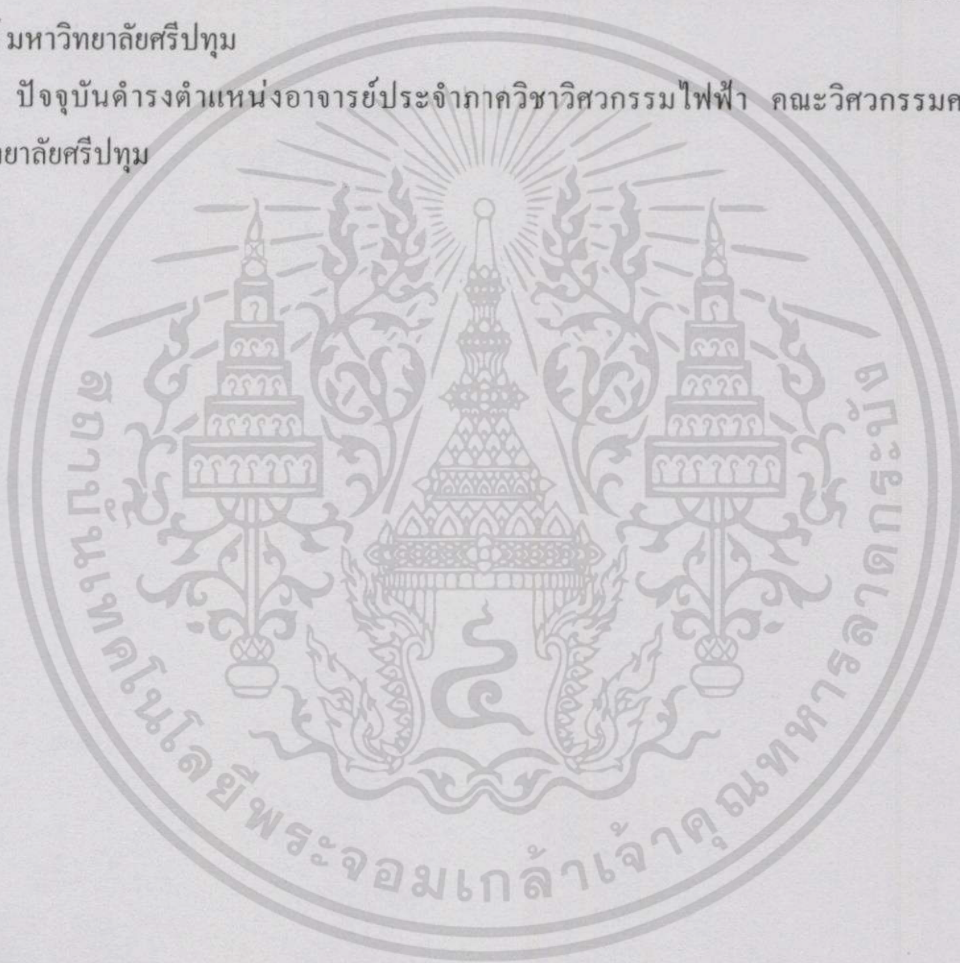 มหาวิทยาลัยศรีปทุม
ปัจจุบันดำรงตำแหน่งอาจารย์ประจำภาควิชาวิศวกรรมไฟฟ้า คณะวิศวกรรมศ
ยาลัยศรีปทุม
สถาบันเทคโนโลยีพระจอมเกล้าเจ้าคุณทหารลาดกระบัง